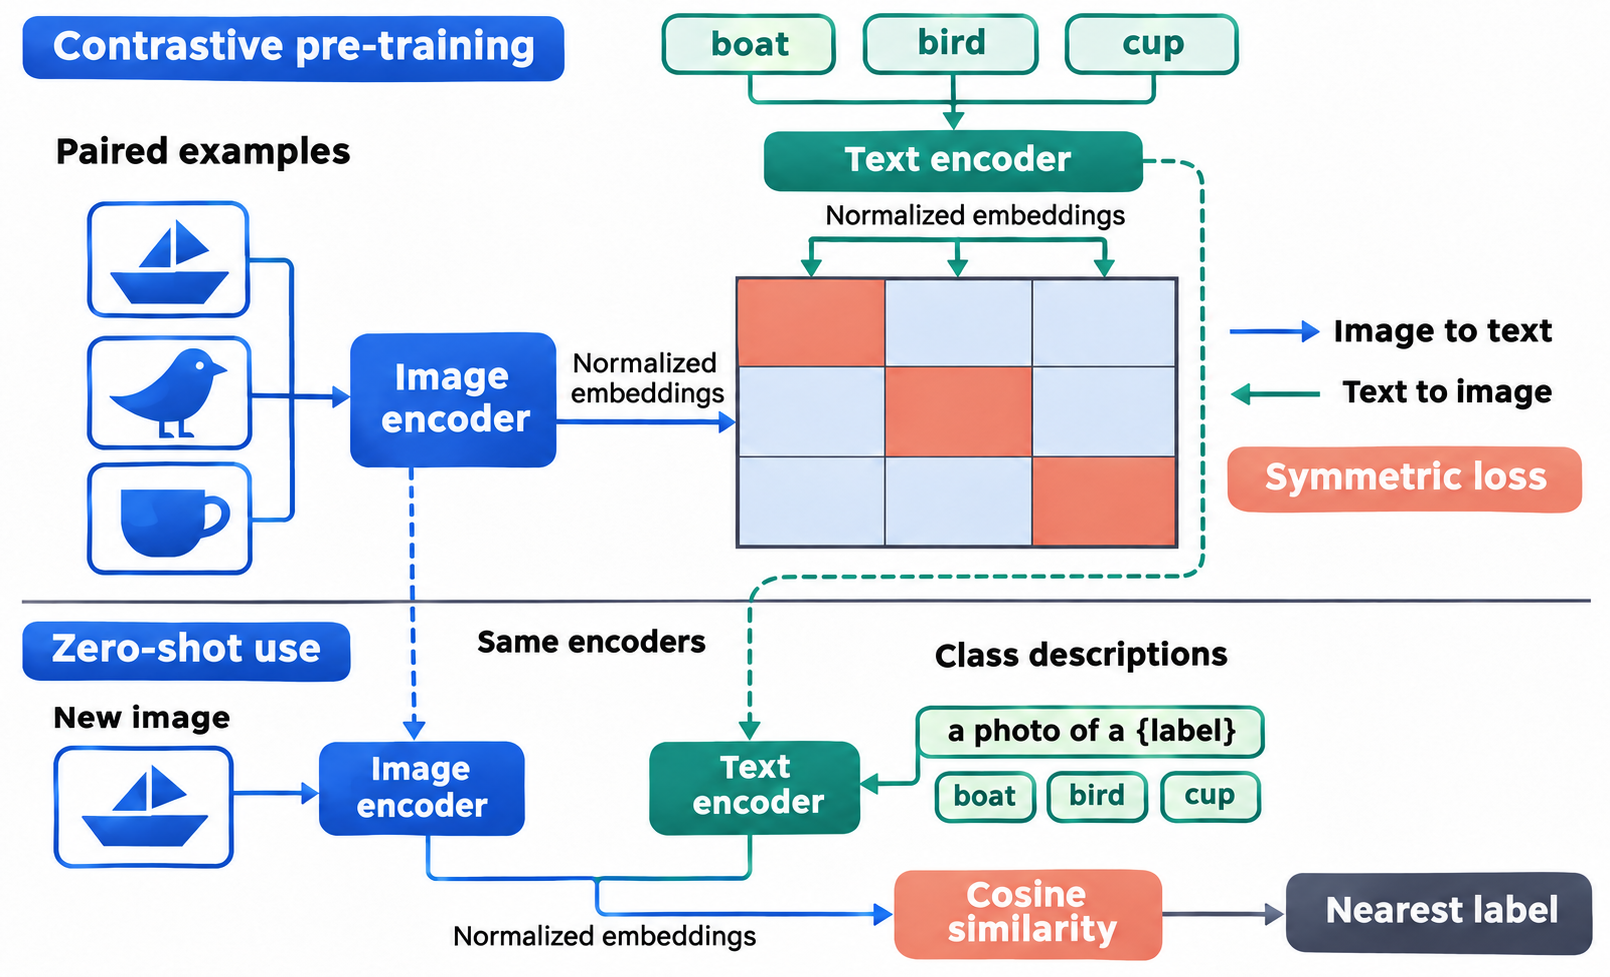 Contrastive pre-training
boat
bird
cup
Paired examples
Text encoder
Normalized embeddings
Image
encoder
Normalized
embeddings
Image to text
Text to image
Symmetric loss
Zero-shot use
Same encoders
Class descriptions
New image
a photo of a {label}
boat
bird
cup
Image
encoder
Text
encoder
Normalized embeddings
Cosine
similarity
Nearest label